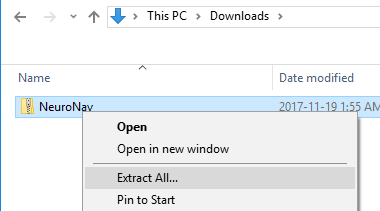 This PC > Downloads >
Name Date modified
NeuroNav 2017-11-19 1:55 AM
Open
Open in new window
Extract All...
Pin to Start